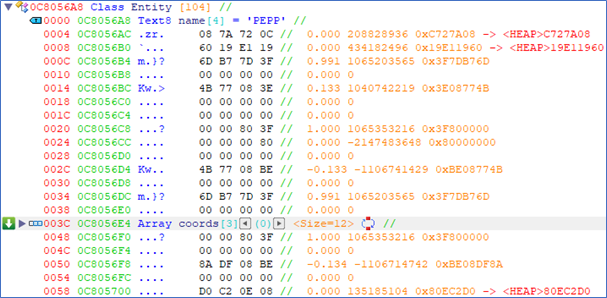 0C8056A8 Class Entity [104] //
0000 0C8056A8 Text8 name[4] = 'PEPP' //
0004 0C8056AC .zr. 08 7A 72 0C // 0.000 208828936 0xC727A08 -> <HEAP>C727A08
0008 0C8056B0 `... 60 19 E1 19 // 0.000 434182496 0x19E11960 -> <HEAP>19E11960
000C 0C8056B4 m.}? 6D B7 7D 3F // 0.991 1065203565 0x3F7DB76D
0010 0C8056B8 .... 00 00 00 00 // 0.000 0
0014 0C8056BC Kw.> 4B 77 08 3E // 0.133 1040742219 0x3E08774B
0018 0C8056C0 .... 00 00 00 00 // 0.000 0
001C 0C8056C4 .... 00 00 00 00 // 0.000 0
0020 0C8056C8 ...? 00 00 80 3F // 1.000 1065353216 0x3F800000
0024 0C8056CC .... 00 00 00 80 // 0.000 -2147483648 0x80000000
0028 0C8056D0 .... 00 00 00 00 // 0.000 0
002C 0C8056D4 Kw.. 4B 77 08 BE // -0.133 -1106741429 0xBE08774B
0030 0C8056D8 .... 00 00 00 00 // 0.000 0
0034 0C8056DC m.}? 6D B7 7D 3F // 0.991 1065203565 0x3F7DB76D
0038 0C8056E0 .... 00 00 00 00 // 0.000 0
003C 0C8056E4 Array coords[3] (0) <Size=12> //
0048 0C8056F0 ...? 00 00 80 3F // 1.000 1065353216 0x3F800000
004C 0C8056F4 .... 00 00 00 00 // 0.000 0
0050 0C8056F8 .... 8A DF 08 BE // -0.134 -1106714742 0xBE08DF8A
0054 0C8056FC .... 00 00 00 00 // 0.000 0
0058 0C805700 .... D0 C2 0E 08 // 0.000 135185104 0x80EC2D0 -> <HEAP>80EC2D0